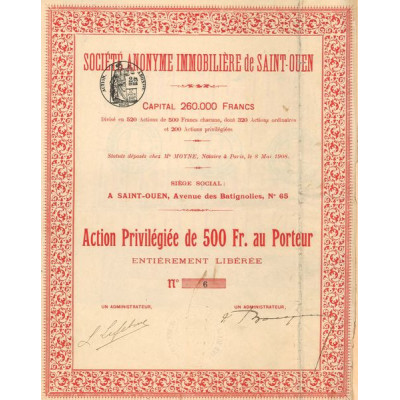 SOCIÉTÉ ANONYME IMMOBILIÈRE de SAINT-OUEN
CAPITAL 260.000 FRANCS
Divisé en 520 Actions de 500 Francs chacune, dont 320 Actions ordinaires
et 200 Actions privilégiées
Statuts déposés chez Me MOYNE, Notaire à Paris, le 8 Mai 1908.
SIÈGE SOCIAL:
A SAINT-OUEN, Avenue des Batignolles, No 65
Action Privilégiée de 500 Fr. au Porteur
ENTIÈREMENT LIBÉRÉE
No 6
UN ADMINISTRATEUR,
UN ADMINISTRATEUR,